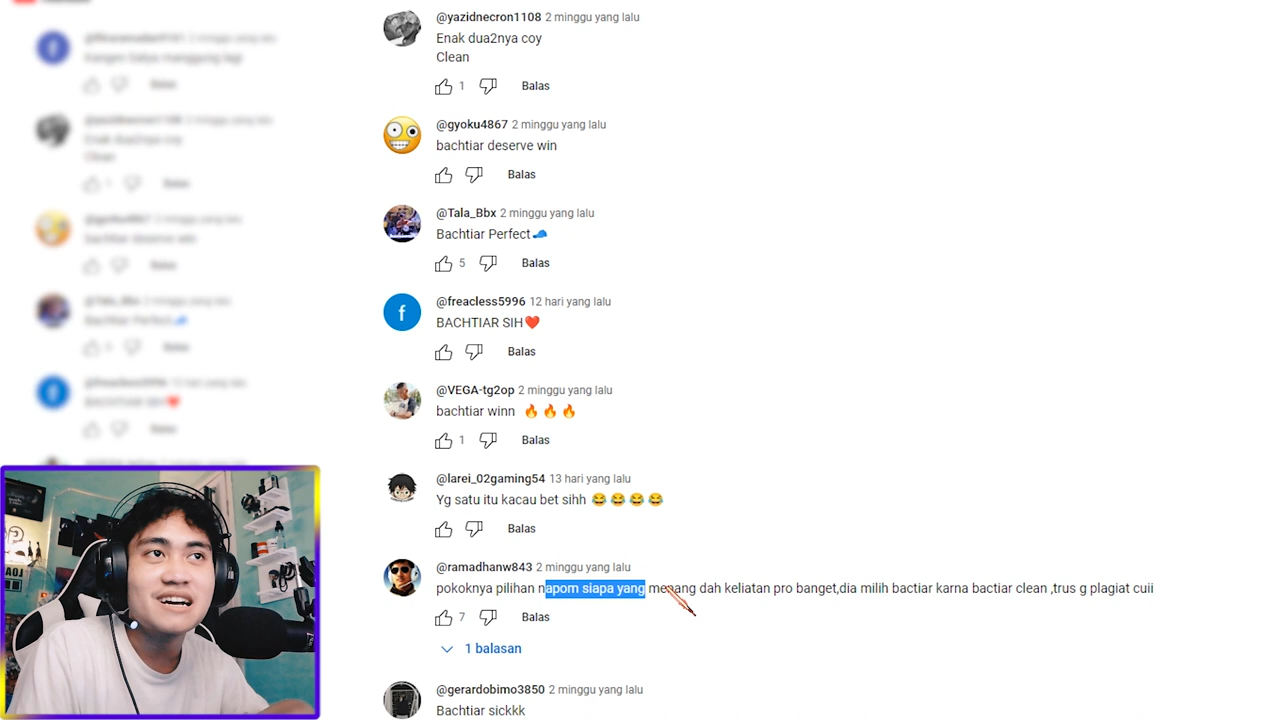 @yazidnecron1108 2 minggu yang lalu
Enak dua2nya coy
Clean
1 Balas
@gyoku4867 2 minggu yang lalu
bachtiar deserve win
Balas
@Tala_Bbx 2 minggu yang lalu
Bachtiar Perfect🧢
5 Balas
@freacless5996 12 hari yang lalu
BACHTIAR SIH❤️
Balas
@VEGA-tg2op 2 minggu yang lalu
bachtiar winn 🔥🔥🔥
1 Balas
@larei_02gaming54 13 hari yang lalu
Yg satu itu kacau bet sihh 😂😂😂😂
Balas
@ramadhanw843 2 minggu yang lalu
pokoknya pilihan napom siapa yang menang dah keliatan pro banget,dia milih bactiar karna bactiar clean ,trus g plagiat cuii
7 Balas
1 balasan
@gerardobimo3850 2 minggu yang lalu
Bachtiar sickkk